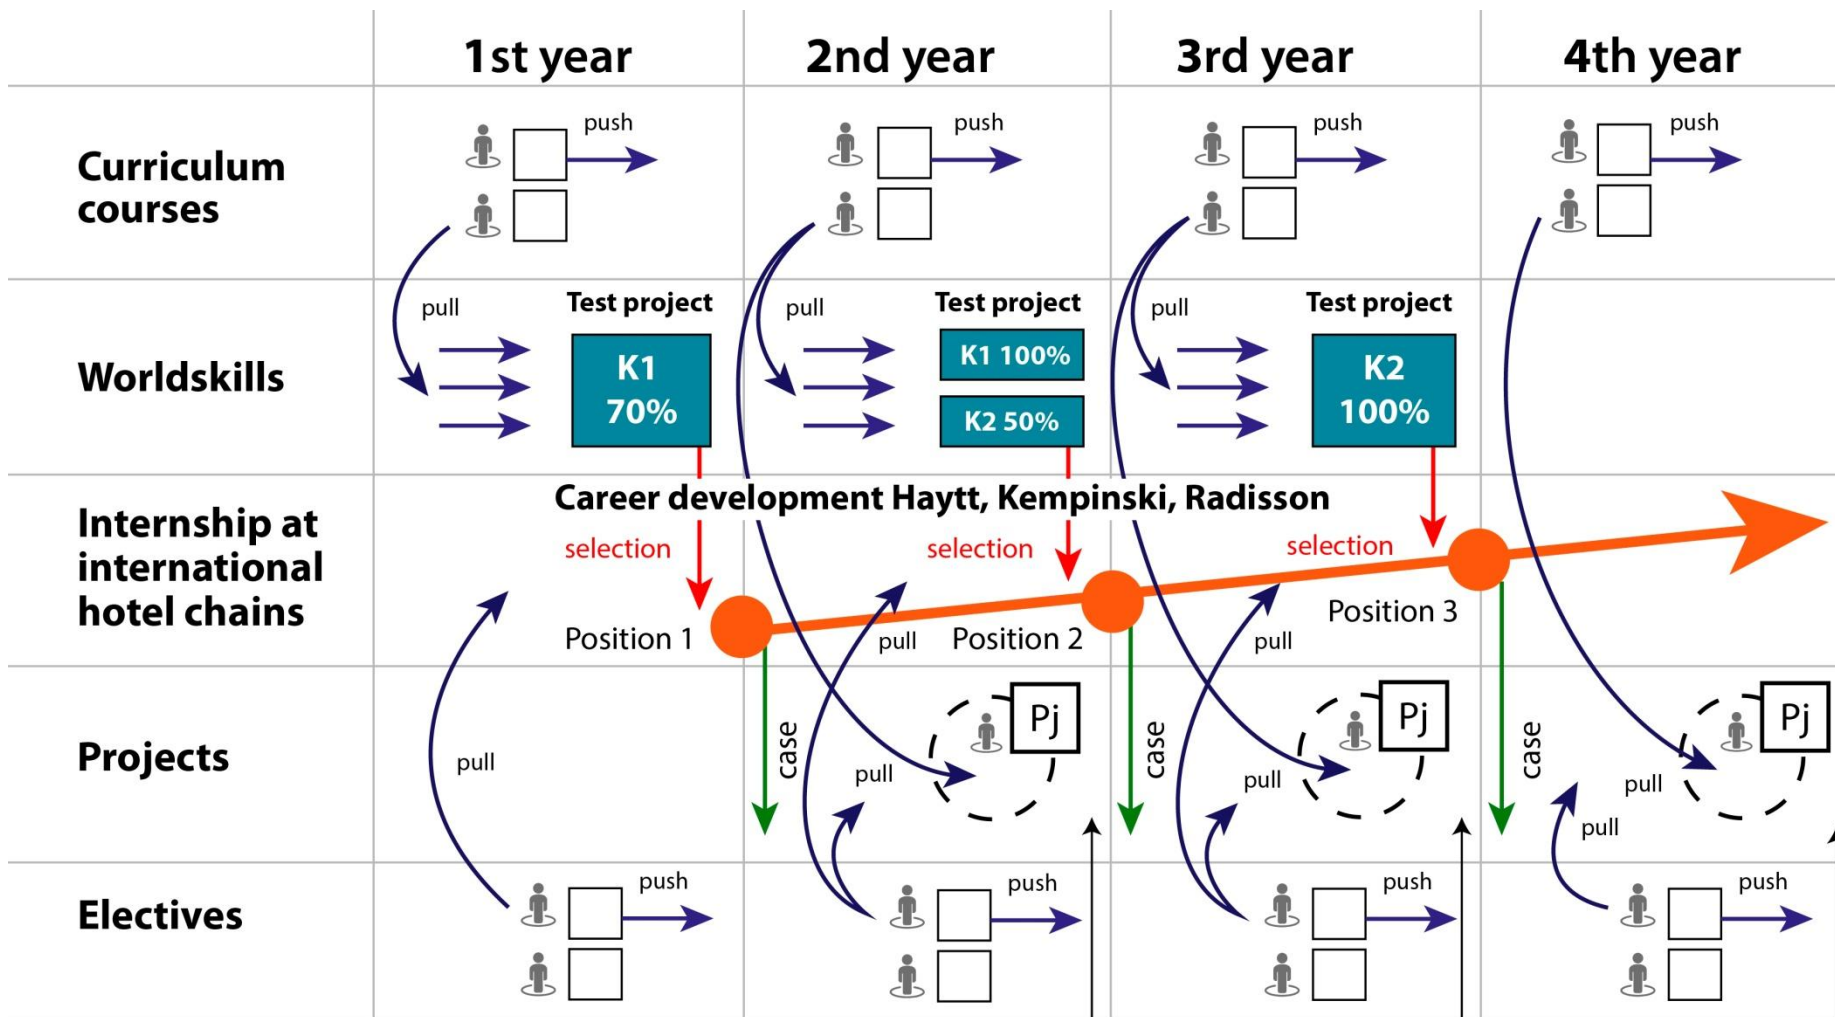 1st year
2nd year
3rd year
4th year
Curriculum
courses
push
push
push
push
Worldskills
pull
Test project
K1
70%
pull
Test project
K1 100%
K2 50%
pull
Test project
K2
100%
Internship at
international
hotel chains
Career development Haytt, Kempinski, Radisson
selection
selection
selection
Position 1
pull
Position 2
pull
Position 3
Projects
pull
case
pull
Pj
case
pull
Pj
case
pull
pull
Pj
Electives
push
push
push
push